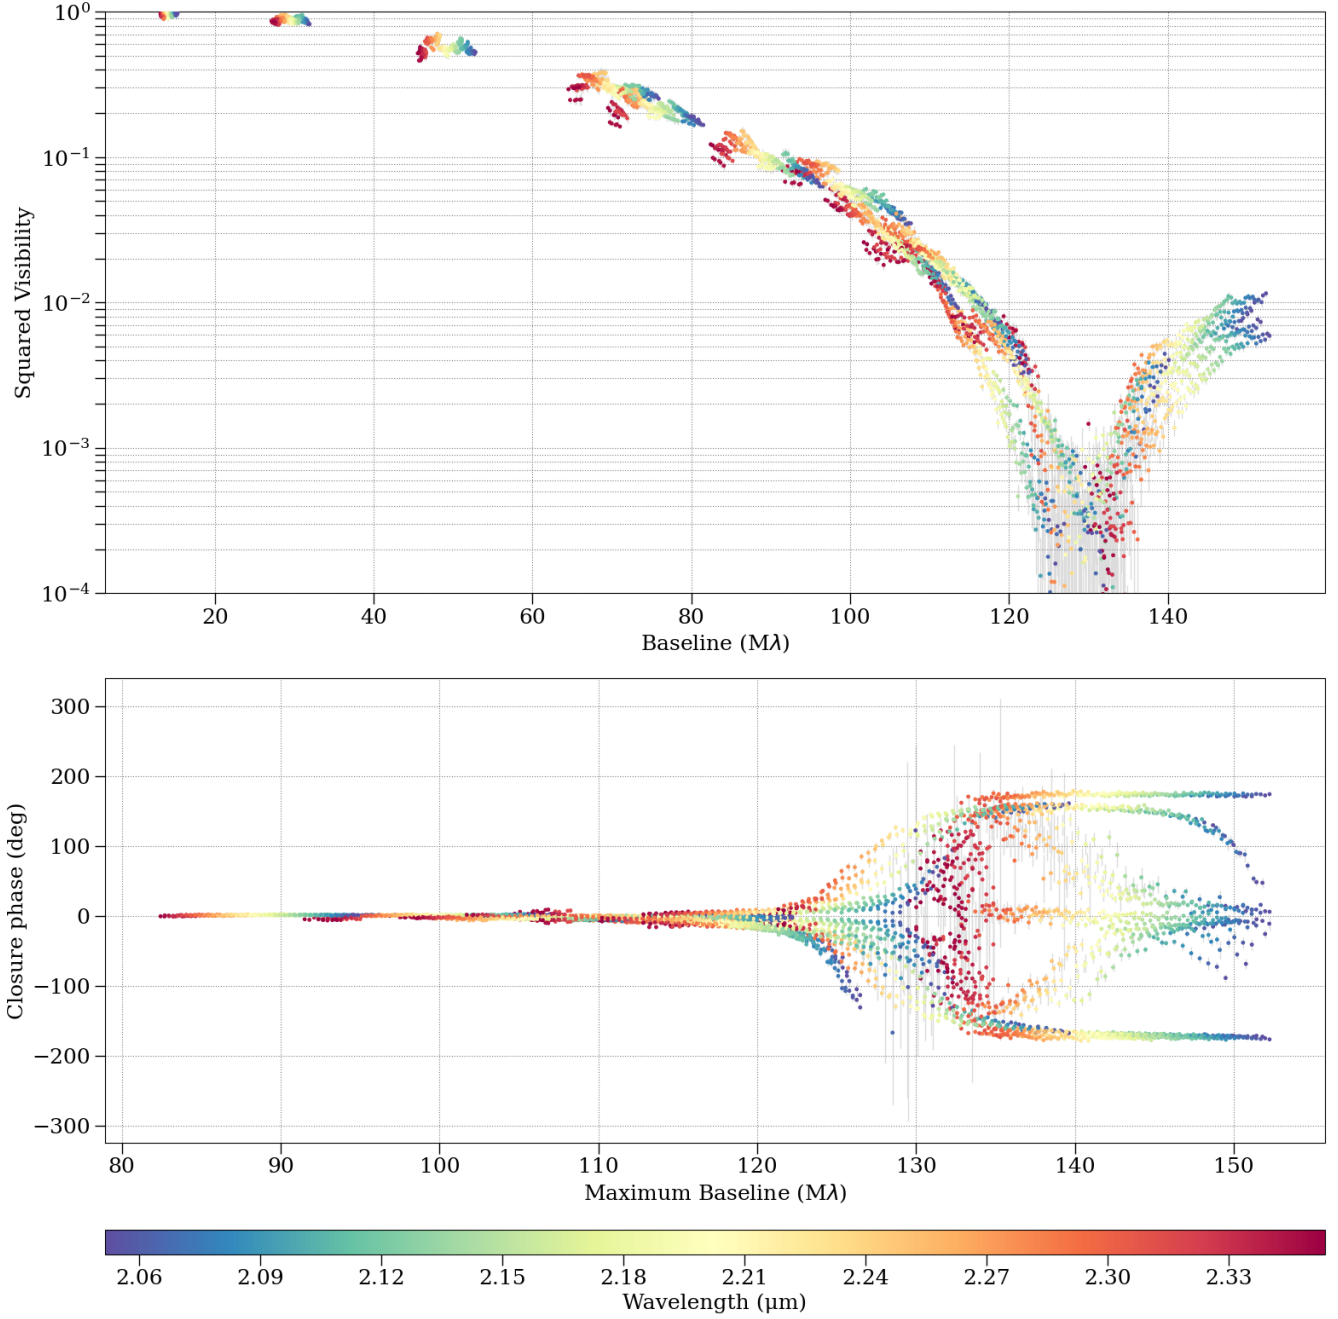 10⁰
10⁻¹
10⁻²
10⁻³
10⁻⁴
Squared Visibility
20 40 60 80 100 120 140
Baseline (Mλ)
300
200
100
0
−100
−200
−300
Closure phase (deg)
80 90 100 110 120 130 140 150
Maximum Baseline (Mλ)
2.06 2.09 2.12 2.15 2.18 2.21 2.24 2.27 2.30 2.33
Wavelength (μm)